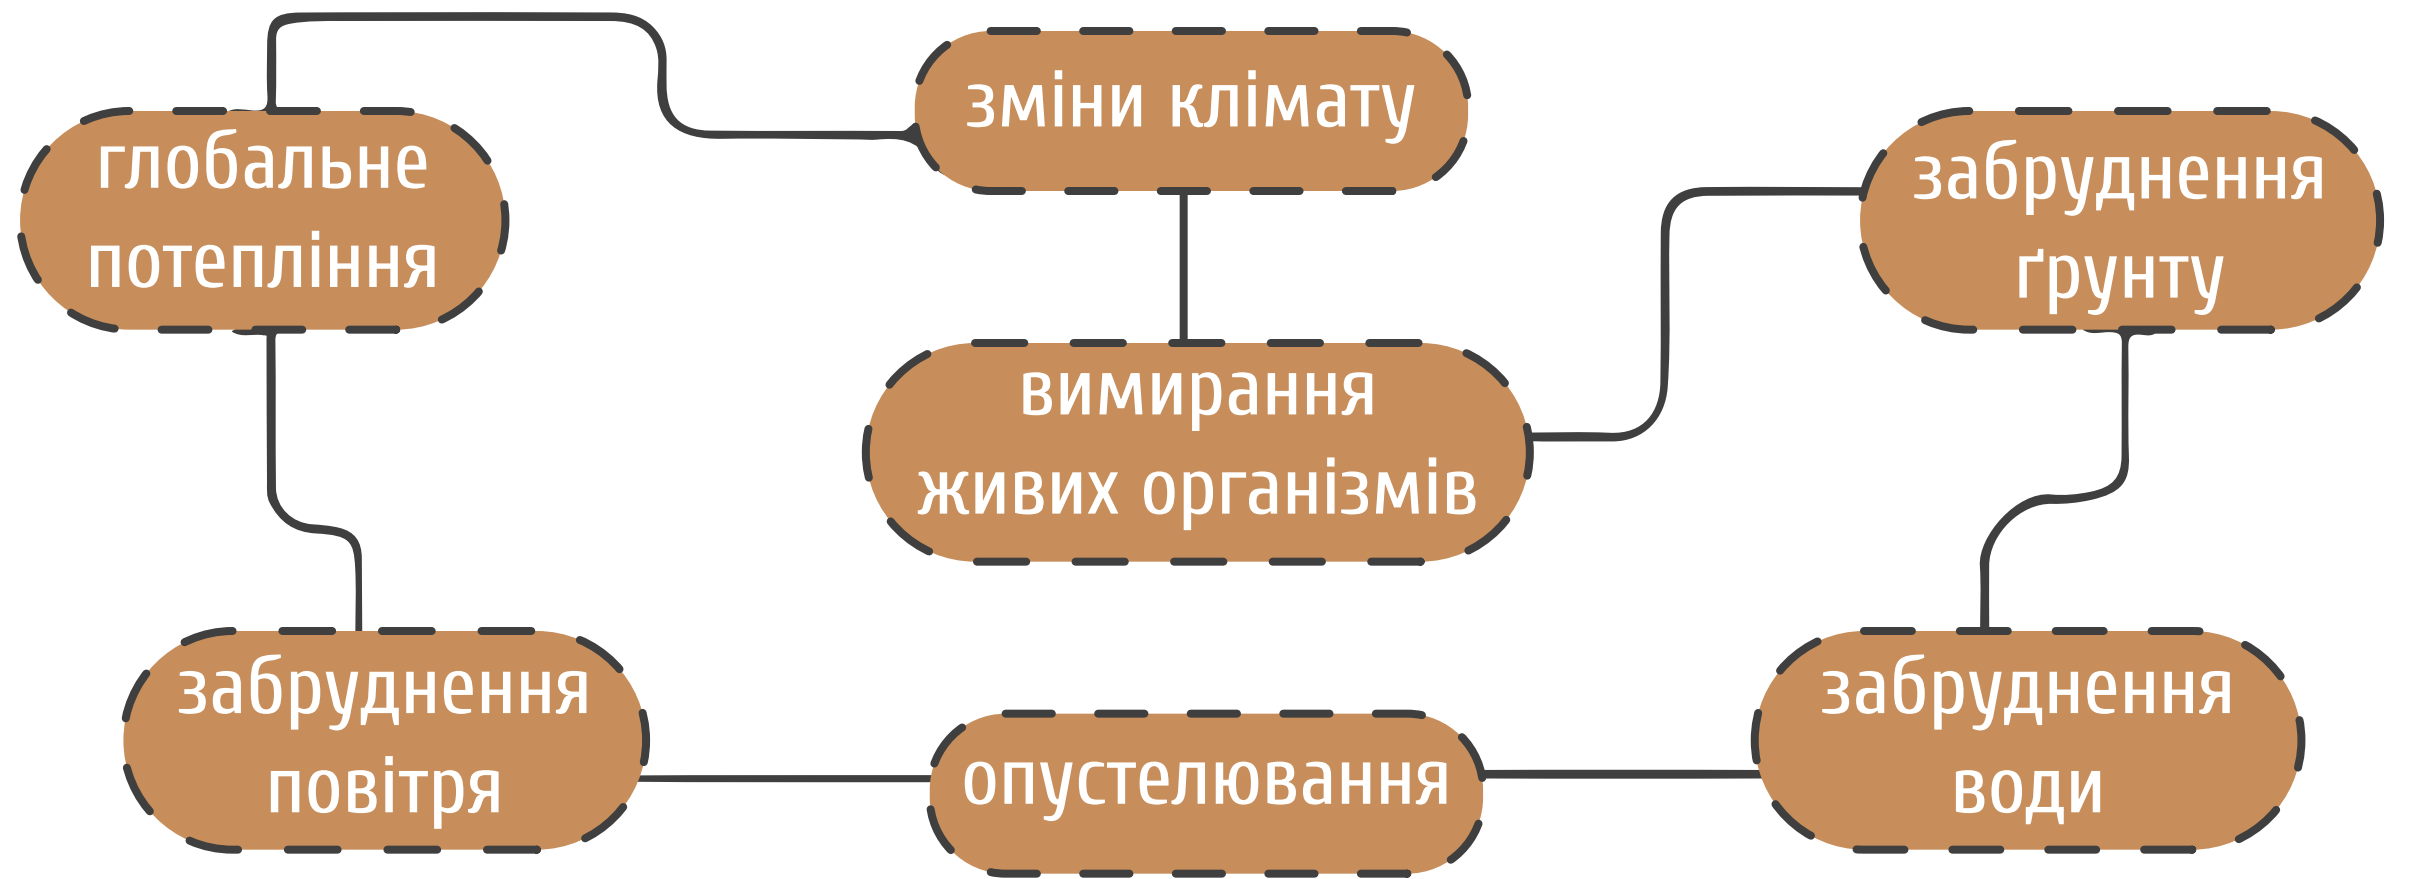 зміни клімату
глобальне
потепління
забруднення
ґрунту
вимирання
живих організмів
забруднення
повітря
опустелювання
забруднення
води